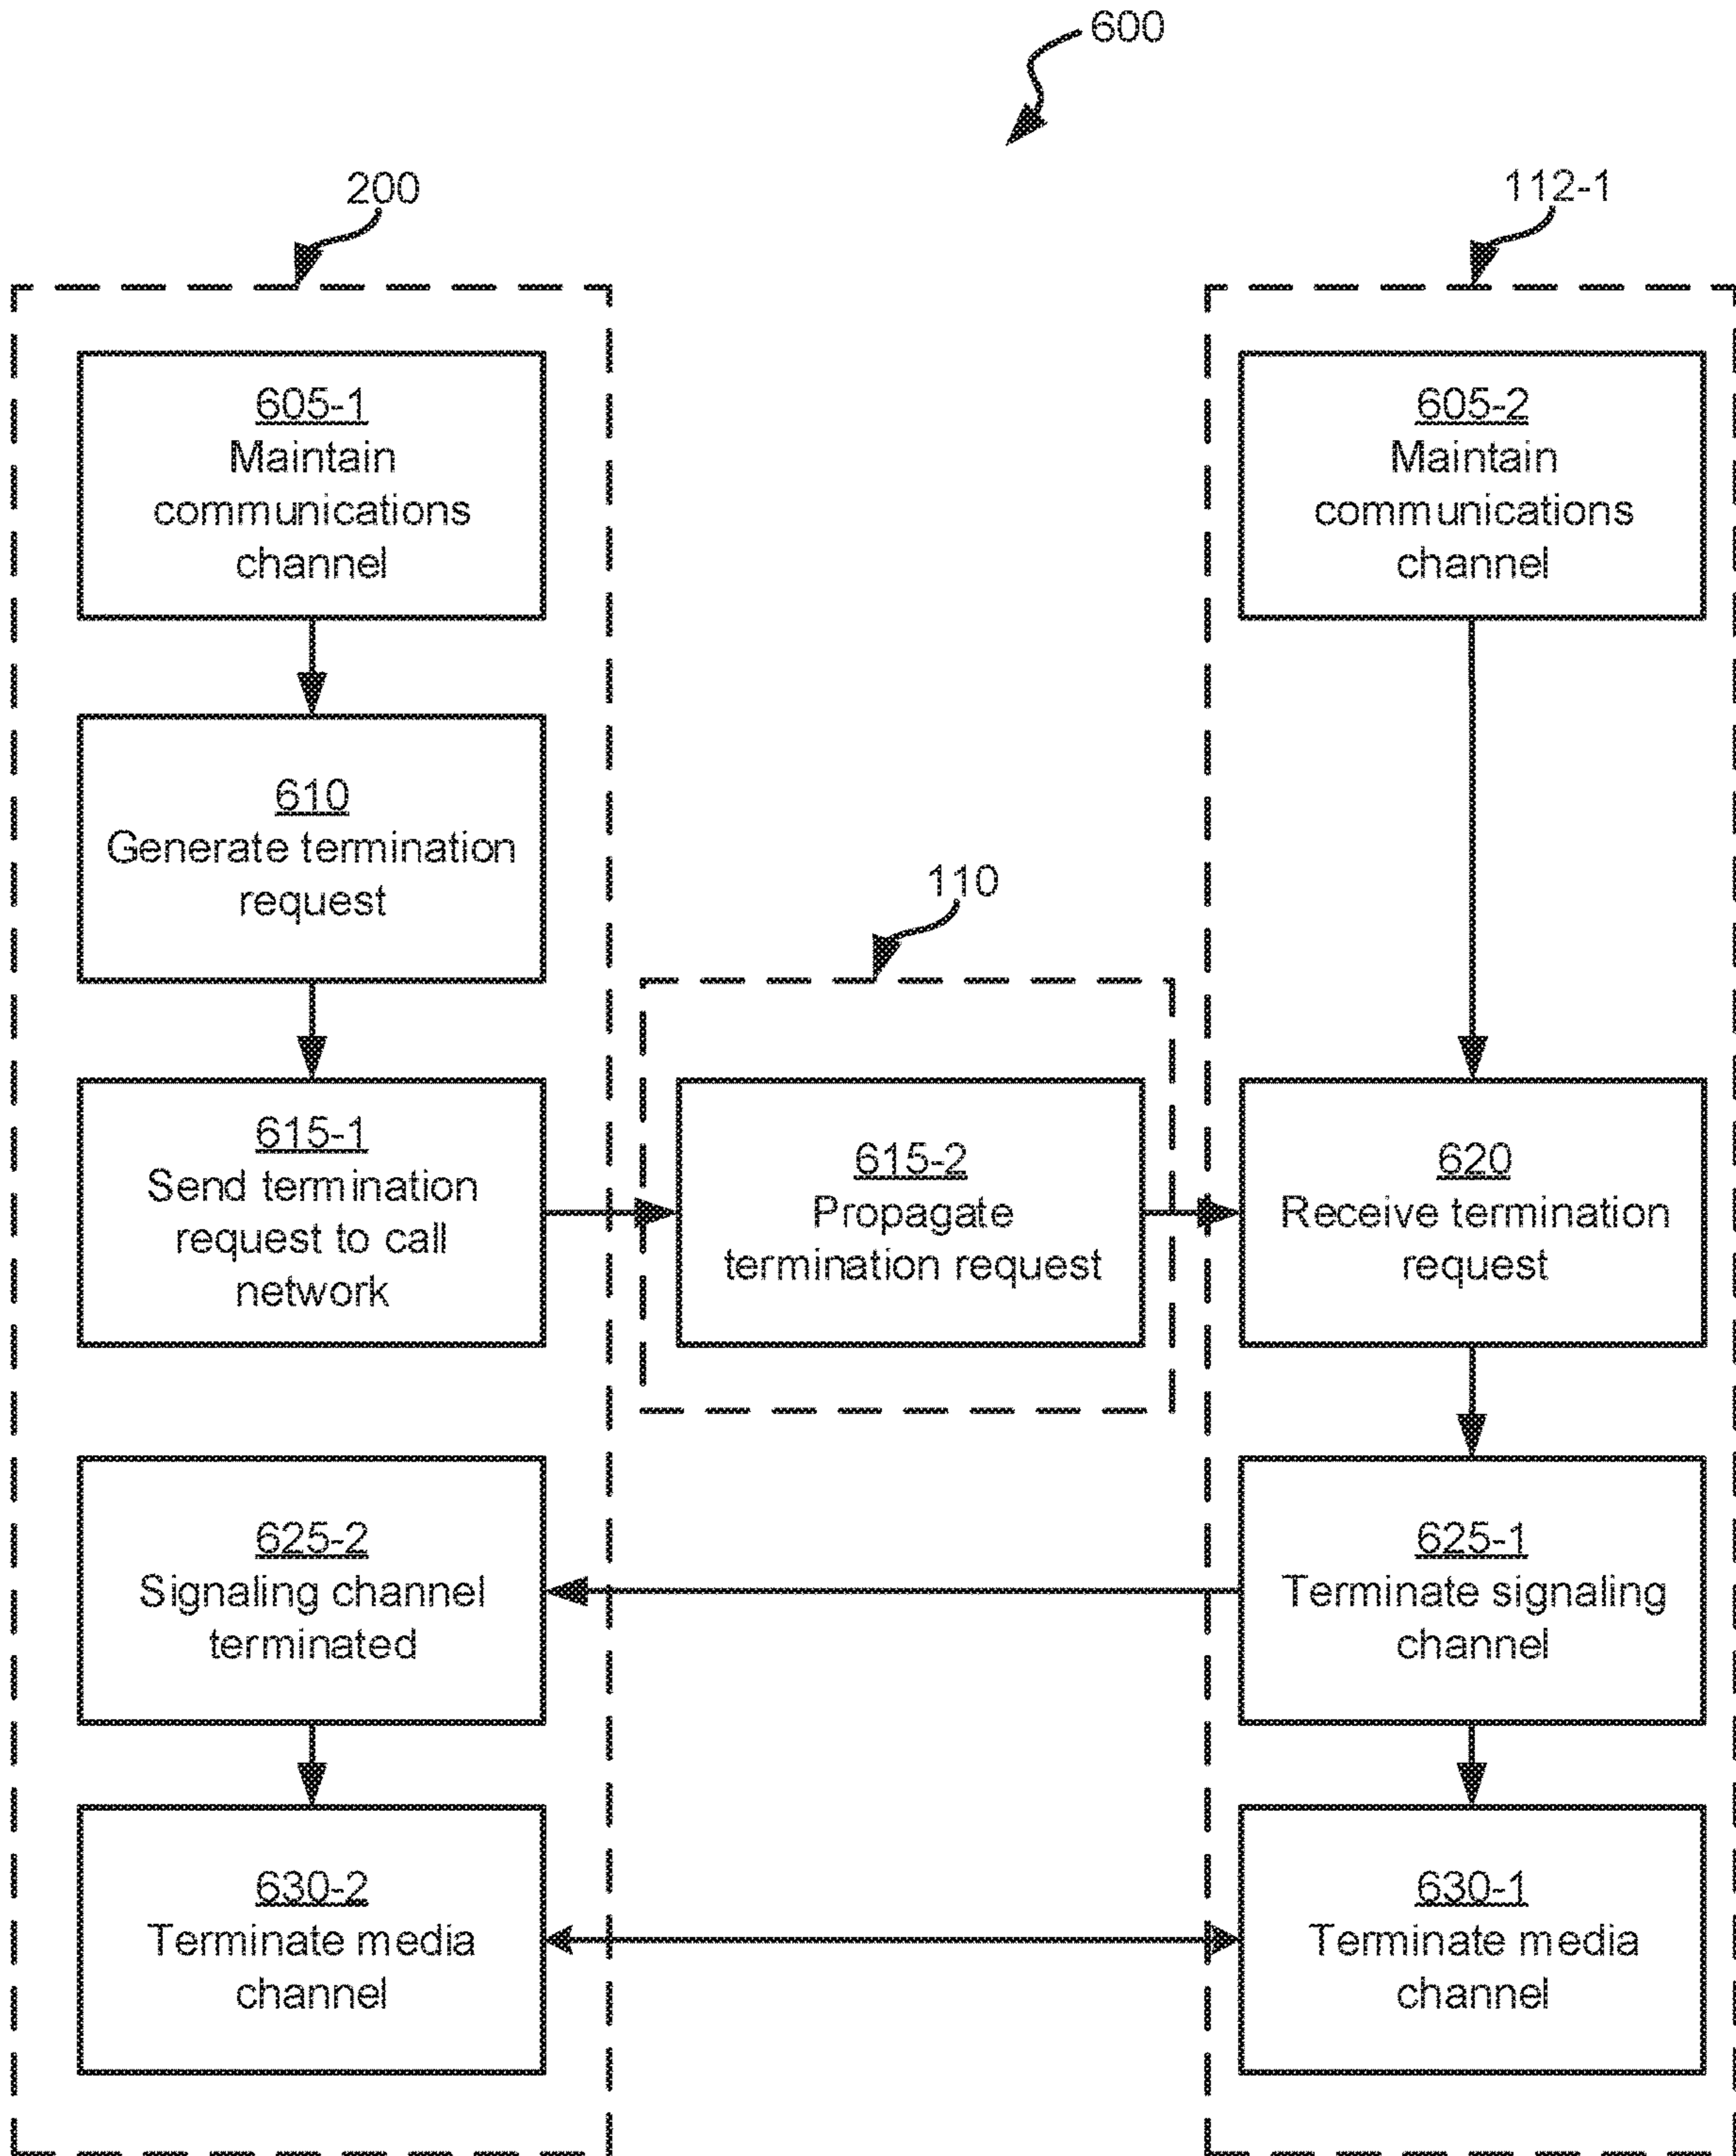 600
200
112-1
605-1
Maintain
communications
channel
605-2
Maintain
communications
channel
610
Generate termination
request
110
615-1
Send termination
request to call
network
615-2
Propagate
termination request
620
Receive termination
request
625-2
Signaling channel
terminated
625-1
Terminate signaling
channel
630-2
Terminate media
channel
630-1
Terminate media
channel